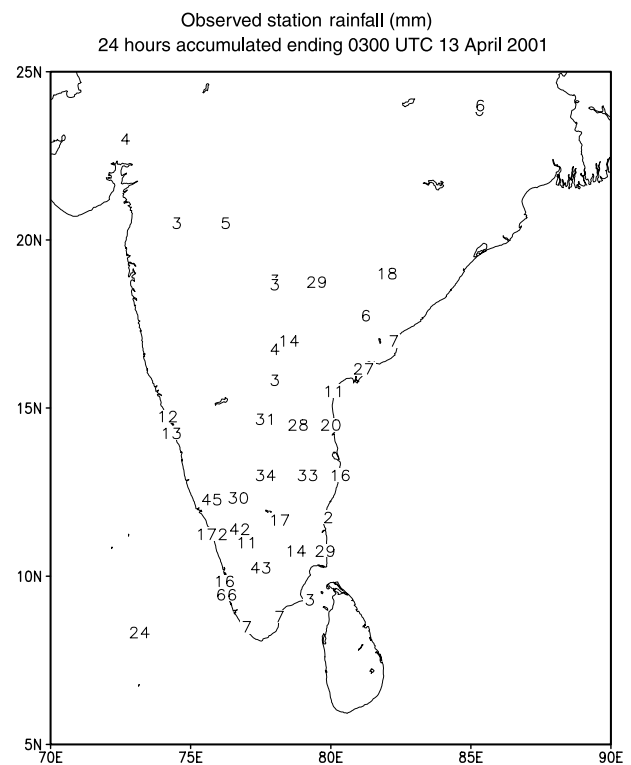 Observed station rainfall (mm)
24 hours accumulated ending 0300 UTC 13 April 2001
25N
6
4
20N
3 5
3 29 18
3
6
14 7
4
27
3
11
15N
12 31 28 20
13
34 33 16
45 30
17 2
172 42
11 14 29
10N
43
16
66 3
7
7
24
5N
70E 75E 80E 85E 90E